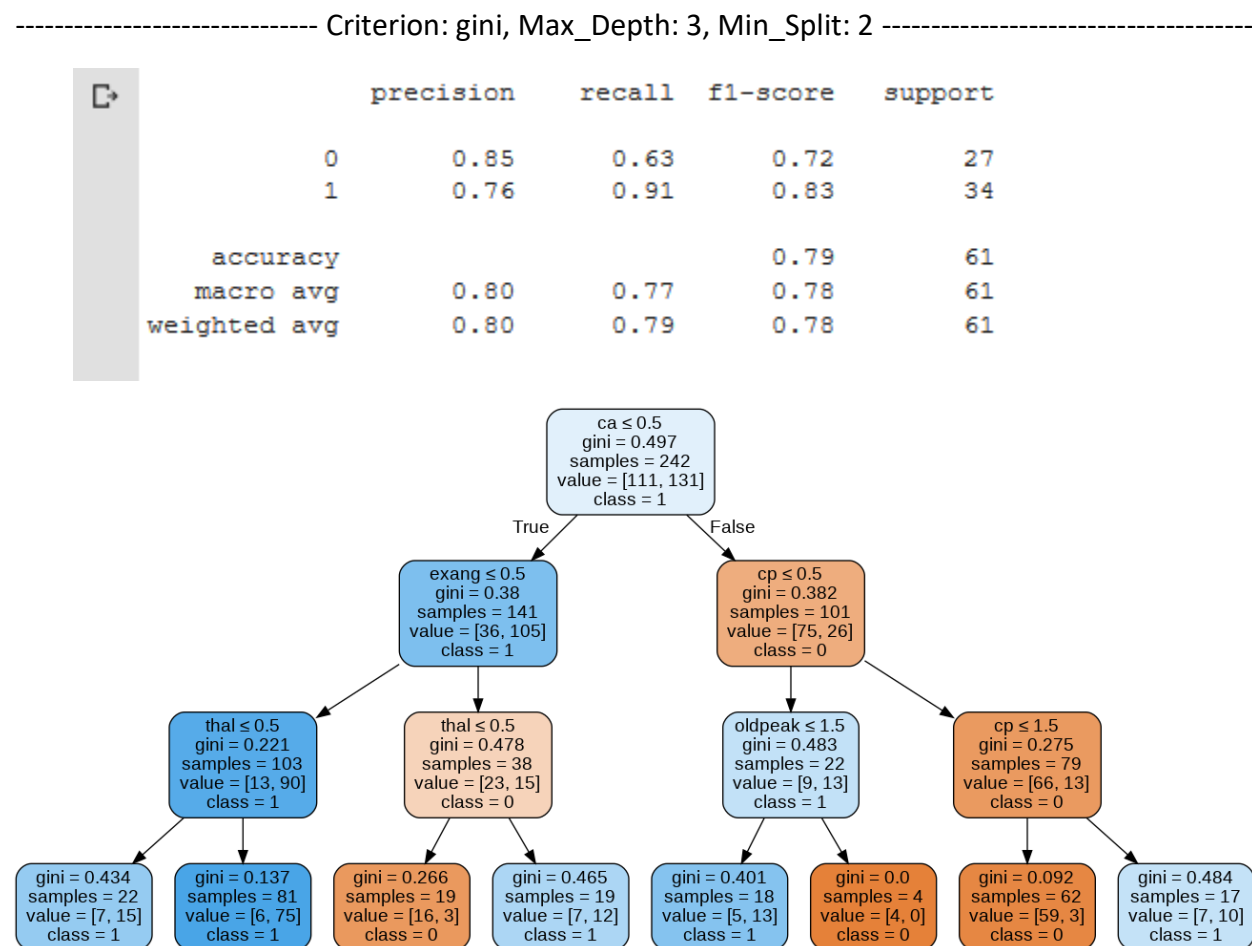 ------------------------------ Criterion: gini, Max_Depth: 3, Min_Split: 2 ----------------------------------
precision recall f1-score support
0 0.85 0.63 0.72 27
1 0.76 0.91 0.83 34
accuracy 0.79 61
macro avg 0.80 0.77 0.78 61
weighted avg 0.80 0.79 0.78 61
ca ≤ 0.5
gini = 0.497
samples = 242
value = [111, 131]
class = 1
True
False
exang ≤ 0.5
gini = 0.38
samples = 141
value = [36, 105]
class = 1
cp ≤ 0.5
gini = 0.382
samples = 101
value = [75, 26]
class = 0
thal ≤ 0.5
gini = 0.221
samples = 103
value = [13, 90]
class = 1
thal ≤ 0.5
gini = 0.478
samples = 38
value = [23, 15]
class = 0
oldpeak ≤ 1.5
gini = 0.483
samples = 22
value = [9, 13]
class = 1
cp ≤ 1.5
gini = 0.275
samples = 79
value = [66, 13]
class = 0
gini = 0.434
samples = 22
value = [7, 15]
class = 1
gini = 0.137
samples = 81
value = [6, 75]
class = 1
gini = 0.266
samples = 19
value = [16, 3]
class = 0
gini = 0.465
samples = 19
value = [7, 12]
class = 1
gini = 0.401
samples = 18
value = [5, 13]
class = 1
gini = 0.0
samples = 4
value = [4, 0]
class = 0
gini = 0.092
samples = 62
value = [59, 3]
class = 0
gini = 0.484
samples = 17
value = [7, 10]
class = 1